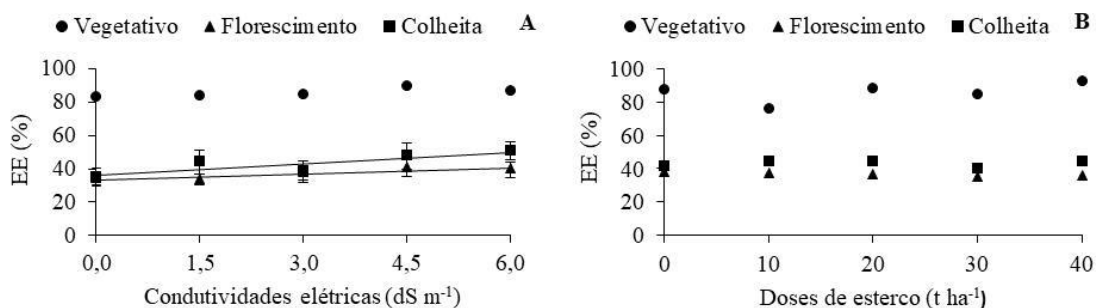 ● Vegetativo ▲ Florescimento ■ Colheita A
100
80
60
40
20
0
EE (%)
0,0 1,5 3,0 4,5 6,0
Condutividades elétricas (dS m⁻¹)
● Vegetativo ▲ Florescimento ■ Colheita B
100
80
60
40
20
0
EE (%)
0 10 20 30 40
Doses de esterco (t ha⁻¹)